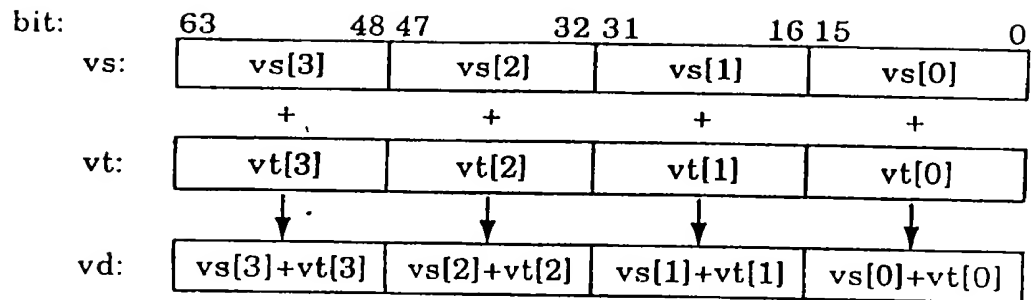 bit: 63 48 47 32 31 16 15 0
vs: vs[3] vs[2] vs[1] vs[0]
+ + + +
vt: vt[3] vt[2] vt[1] vt[0]
vd: vs[3]+vt[3] vs[2]+vt[2] vs[1]+vt[1] vs[0]+vt[0]